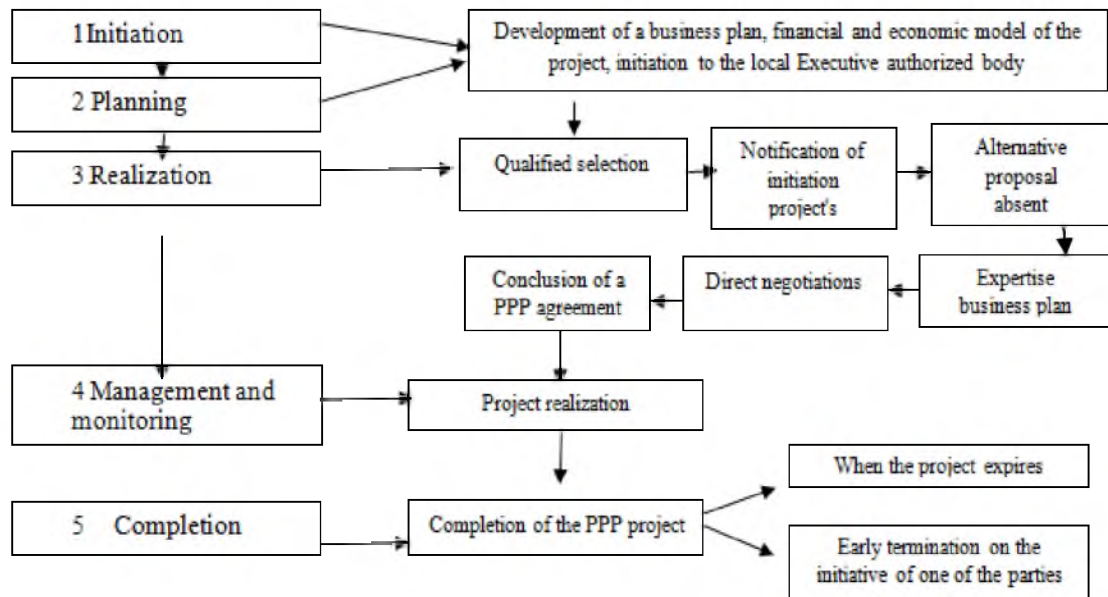 1 Initiation
Development of a business plan, financial and economic model of the
project, initiation to the local Executive authorized body
2 Planning
3 Realization
Qualified selection
Notification of
initiation
project's
Alternative
proposal
absent
Conclusion of a
PPP agreement
Direct negotiations
Expertise
business plan
4 Management and
monitoring
Project realization
When the project expires
5 Completion
Completion of the PPP project
Early termination on the
initiative of one of the parties